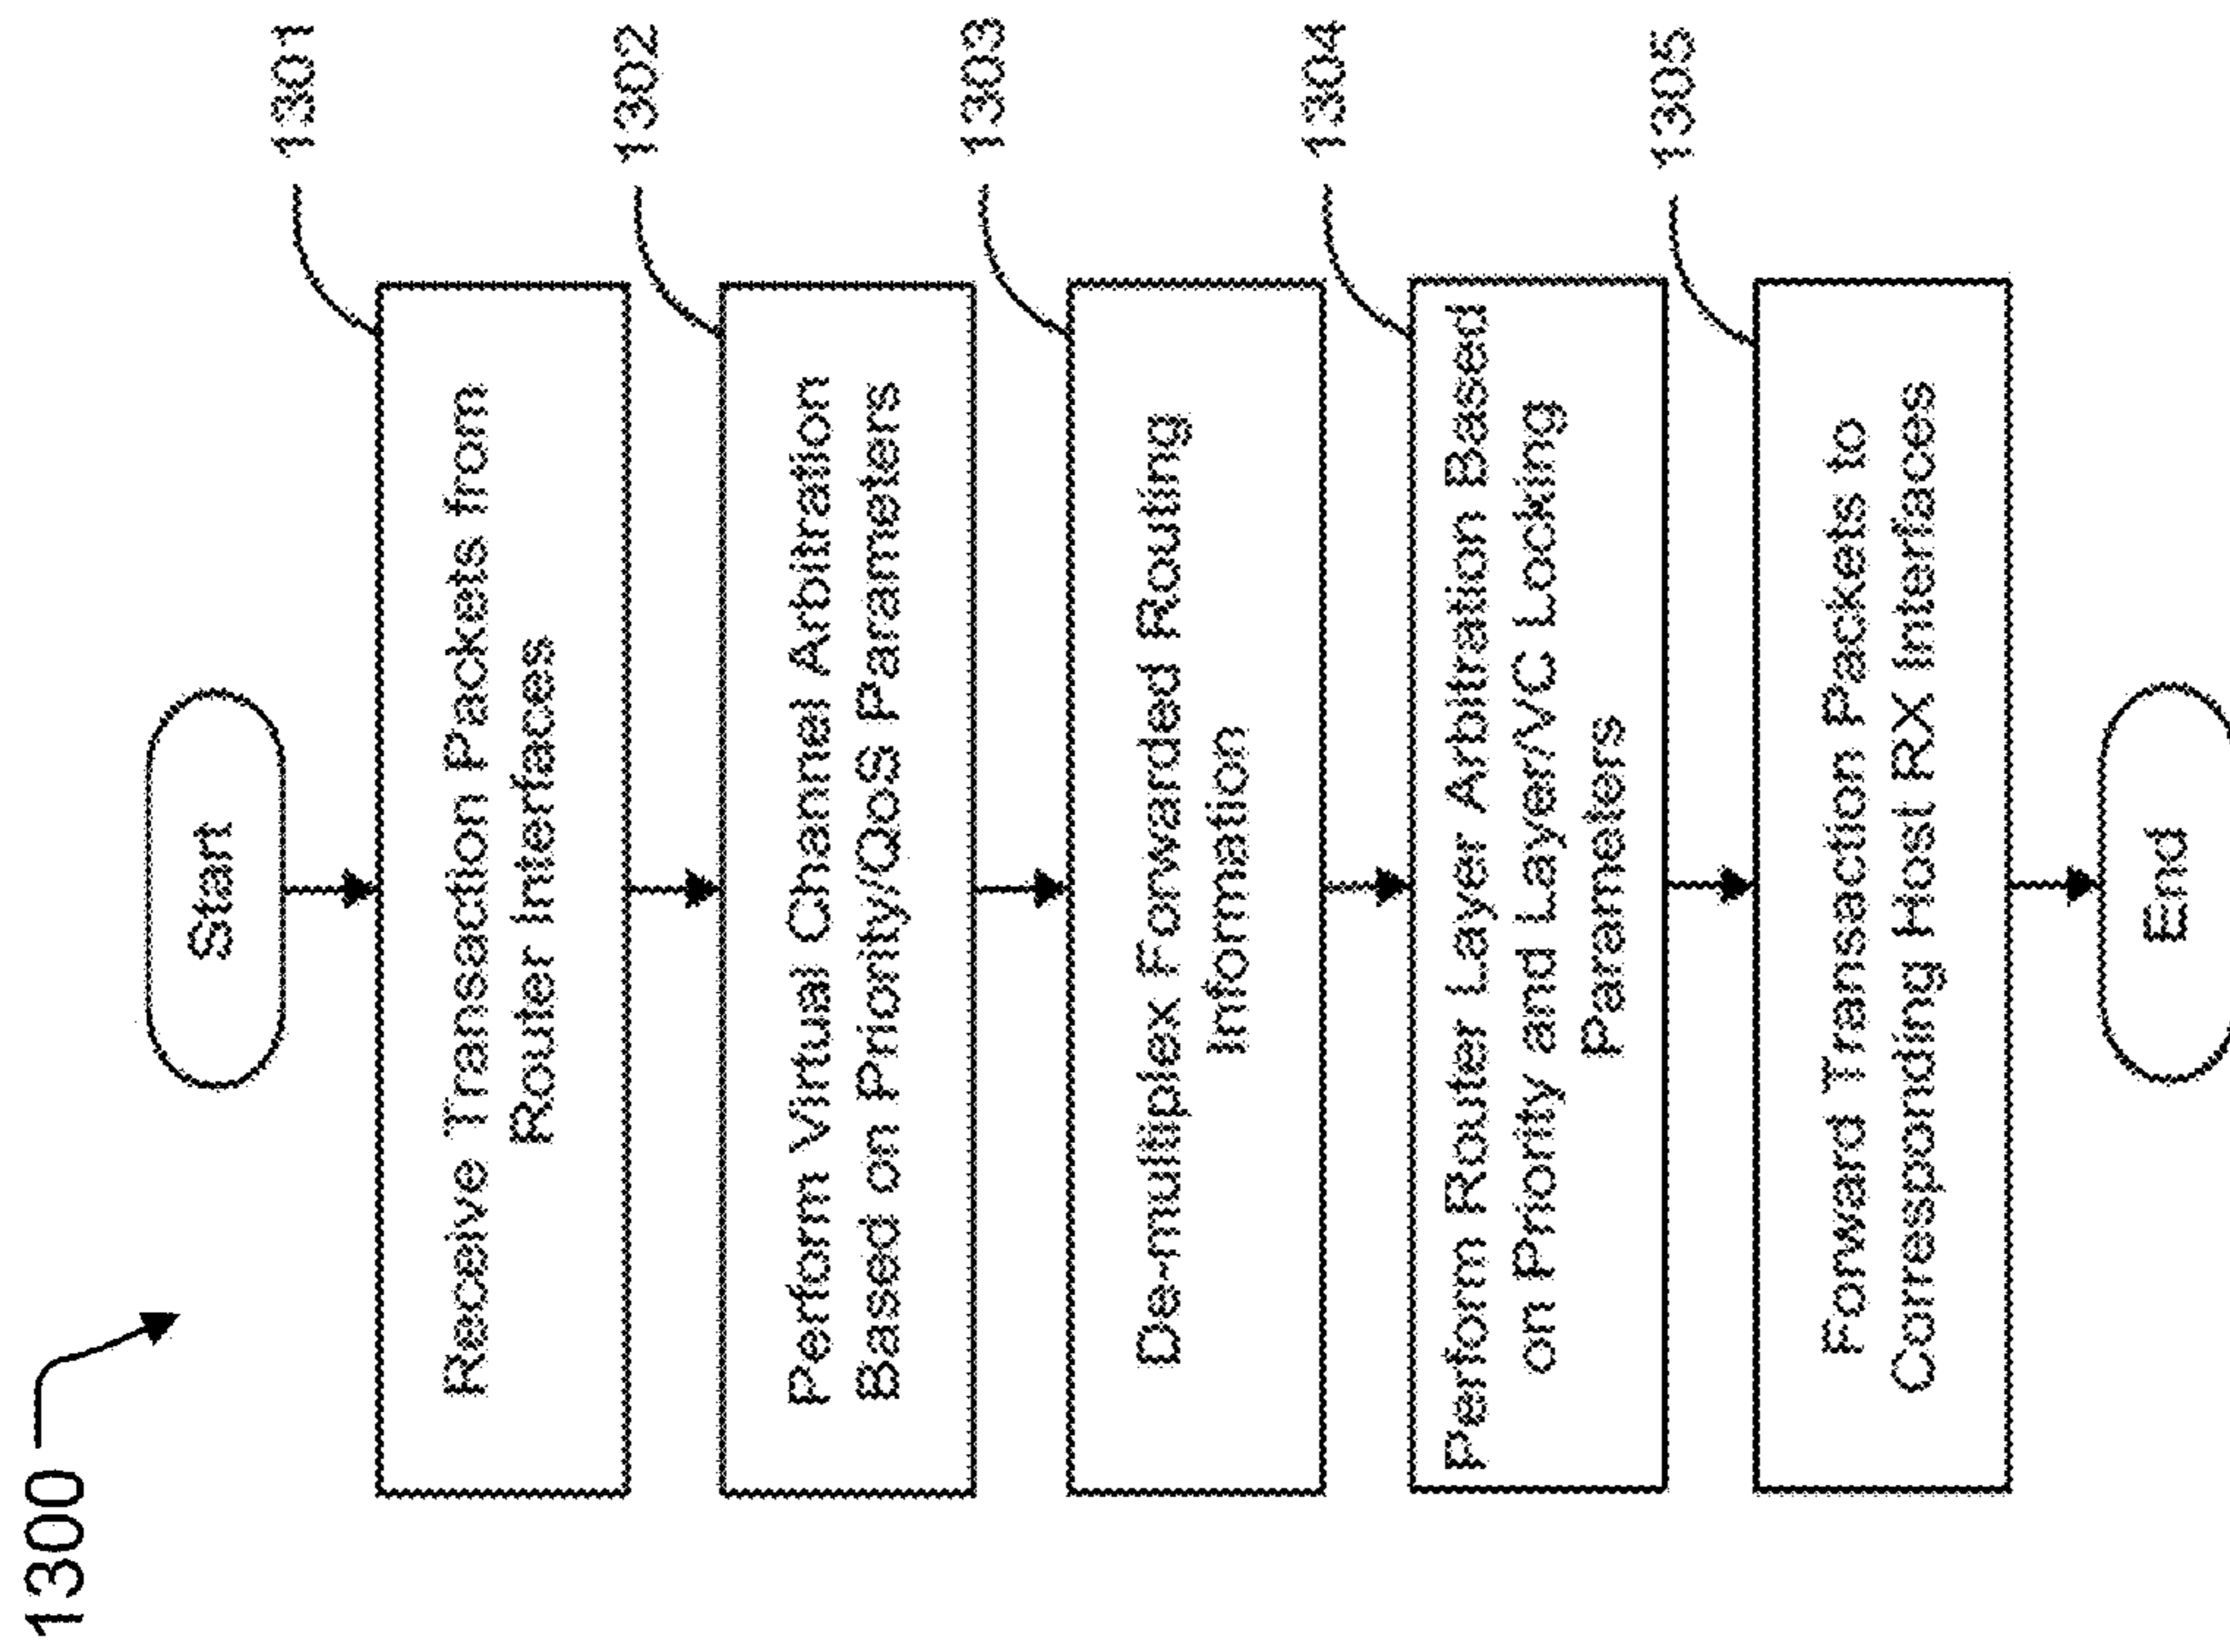 1300
Start
Receive Transaction Packets from
Router Interfaces
1301
Perform Virtual Channel Arbitration
Based on Priority/QoS Parameters
1302
De-multiplex Forwarded Routing
Information
1303
Perform Router Layer Arbitration Based
on Priority and Layer/VC Locking
Parameters
1304
Forward Transaction Packets to
Corresponding Host RX Interfaces
1305
End